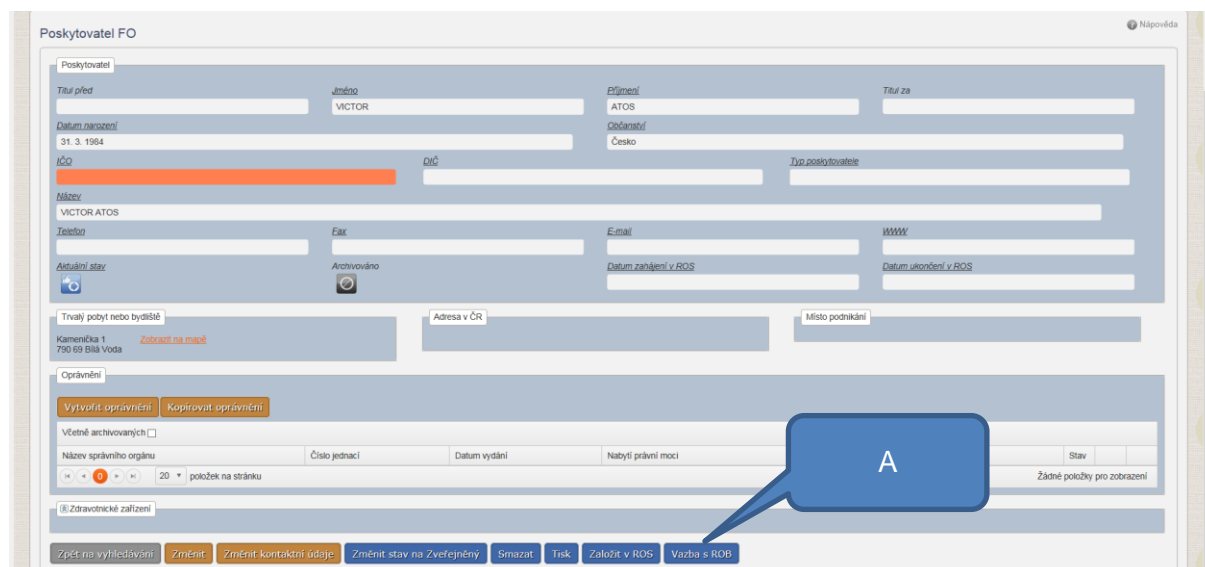 Nápověda
Poskytovatel FO
Poskytovatel
Titul před Jméno Příjmení Titul za
VICTOR ATOS
Datum narození Občanství
31. 3. 1984 Česko
IČO DIČ Typ poskytovatele
Název
VICTOR ATOS
Telefon Fax E-mail WWW
Aktuální stav Archivováno Datum zahájení v ROS Datum ukončení v ROS
Trvalý pobyt nebo bydliště Adresa v ČR Místo podnikání
Kamenička 1 Zobrazit na mapě
790 69 Bílá Voda
Oprávnění
Vytvořit oprávnění Kopírovat oprávnění
Včetně archivovaných
Název správního orgánu Číslo jednací Datum vydání Nabytí právní moci Stav
0 20 položek na stránku Žádné položky pro zobrazení
A
Zdravotnické zařízení
Zpět na vyhledávání Změnit Změnit kontaktní údaje Změnit stav na Zveřejněný Smazat Tisk Založit v ROS Vazba s ROB